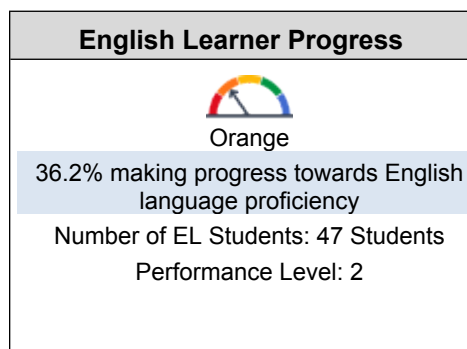 English Learner Progress
Orange
36.2% making progress towards English
language proficiency
Number of EL Students: 47 Students
Performance Level: 2